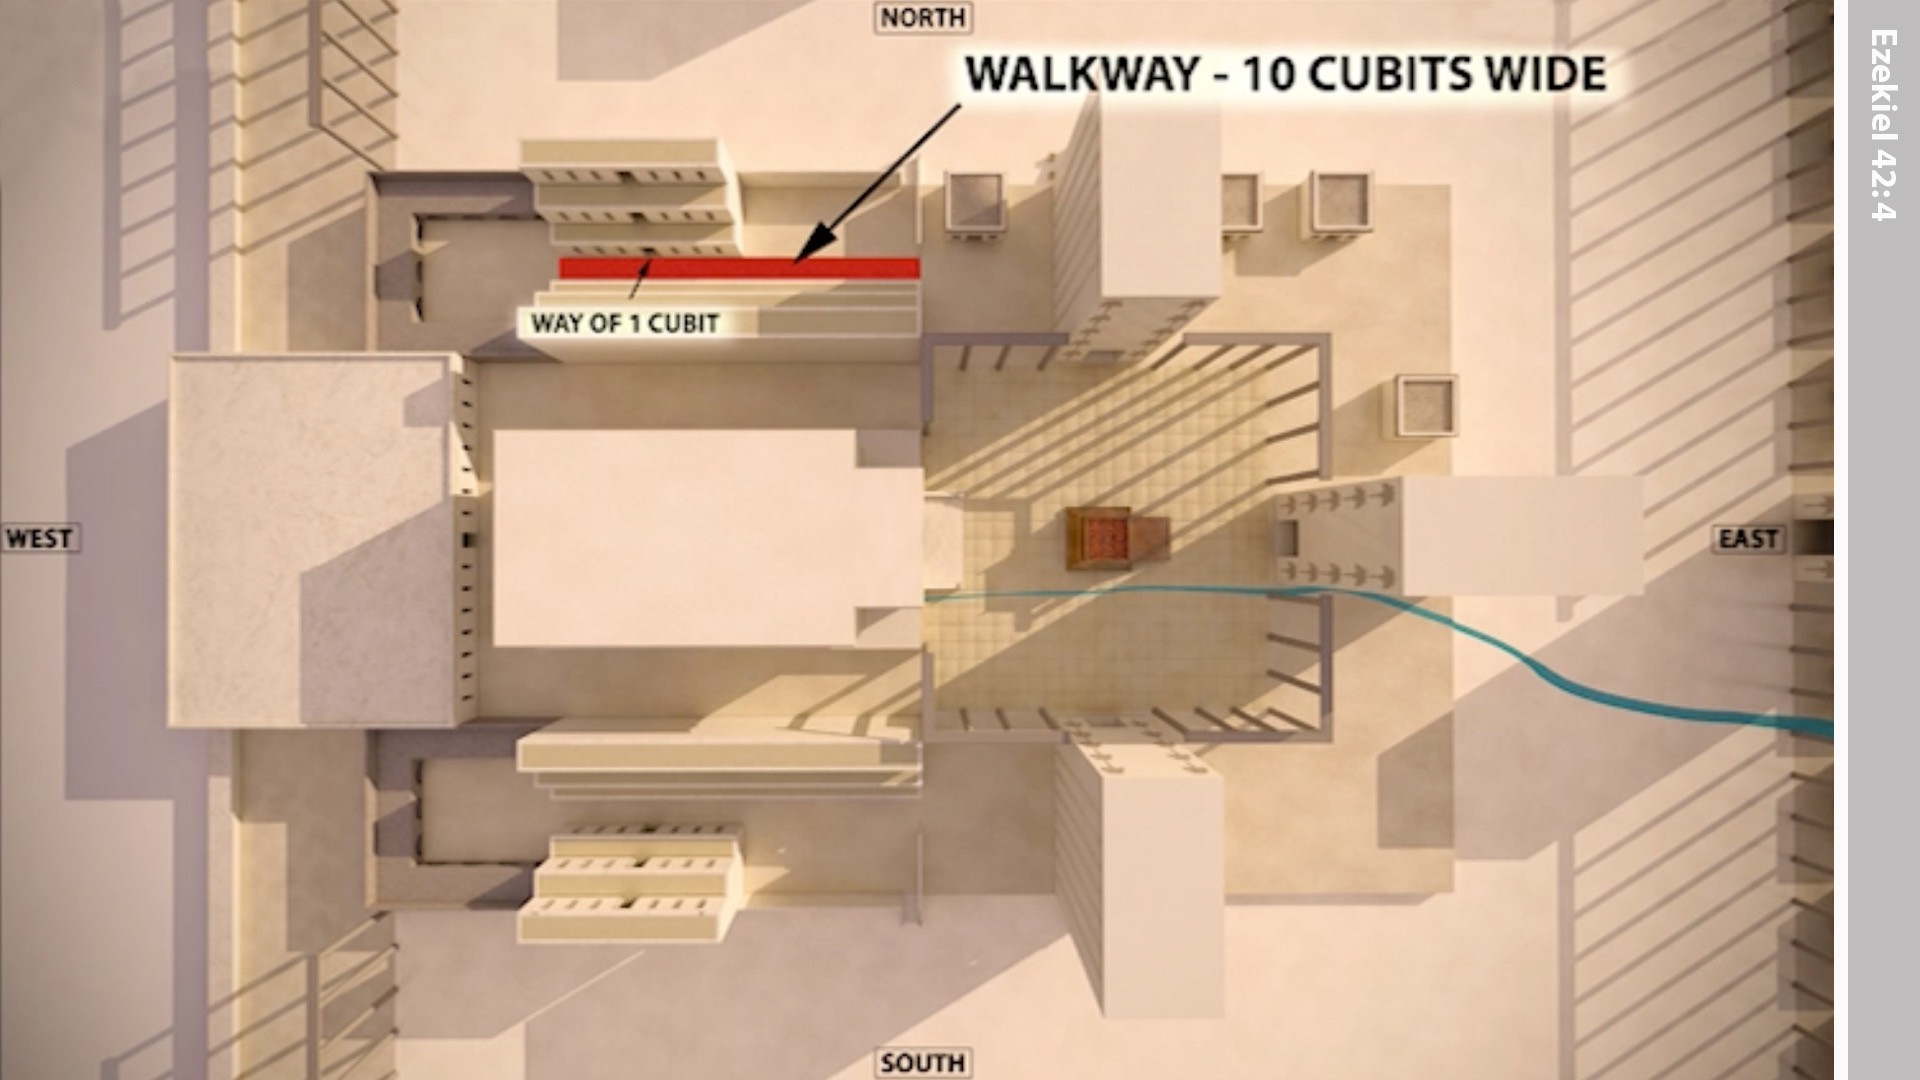 NORTH
WALKWAY - 10 CUBITS WIDE
WAY OF 1 CUBIT
WEST
EAST
SOUTH
Ezekiel 42:4